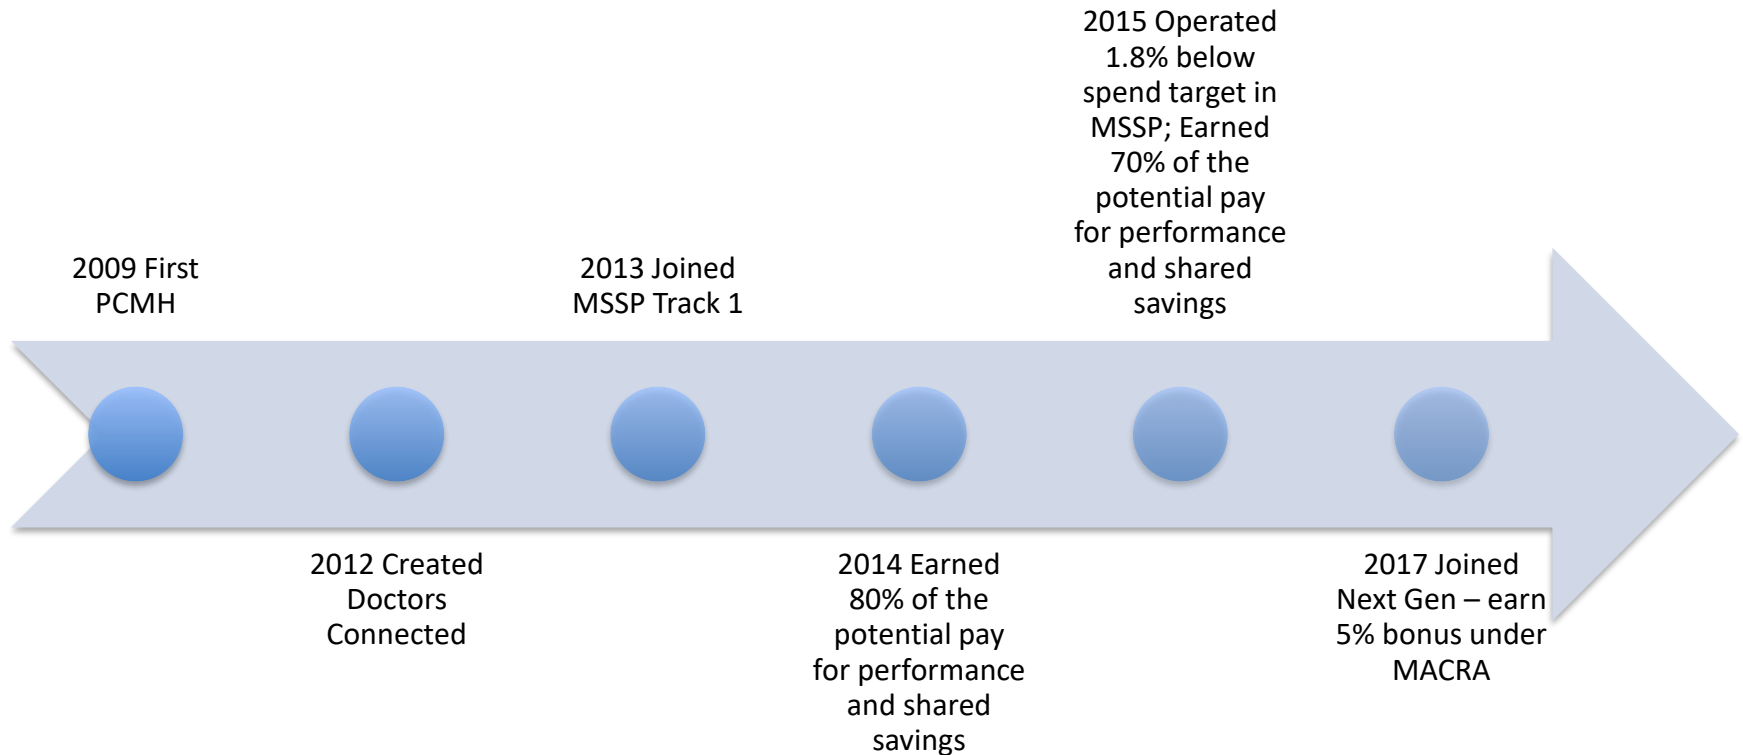 2009 First
PCMH
2012 Created
Doctors
Connected
2013 Joined
MSSP Track 1
2014 Earned
80% of the
potential pay
for performance
and shared
savings
2015 Operated
1.8% below
spend target in
MSSP; Earned
70% of the
potential pay
for performance
and shared
savings
2017 Joined
Next Gen – earn
5% bonus under
MACRA